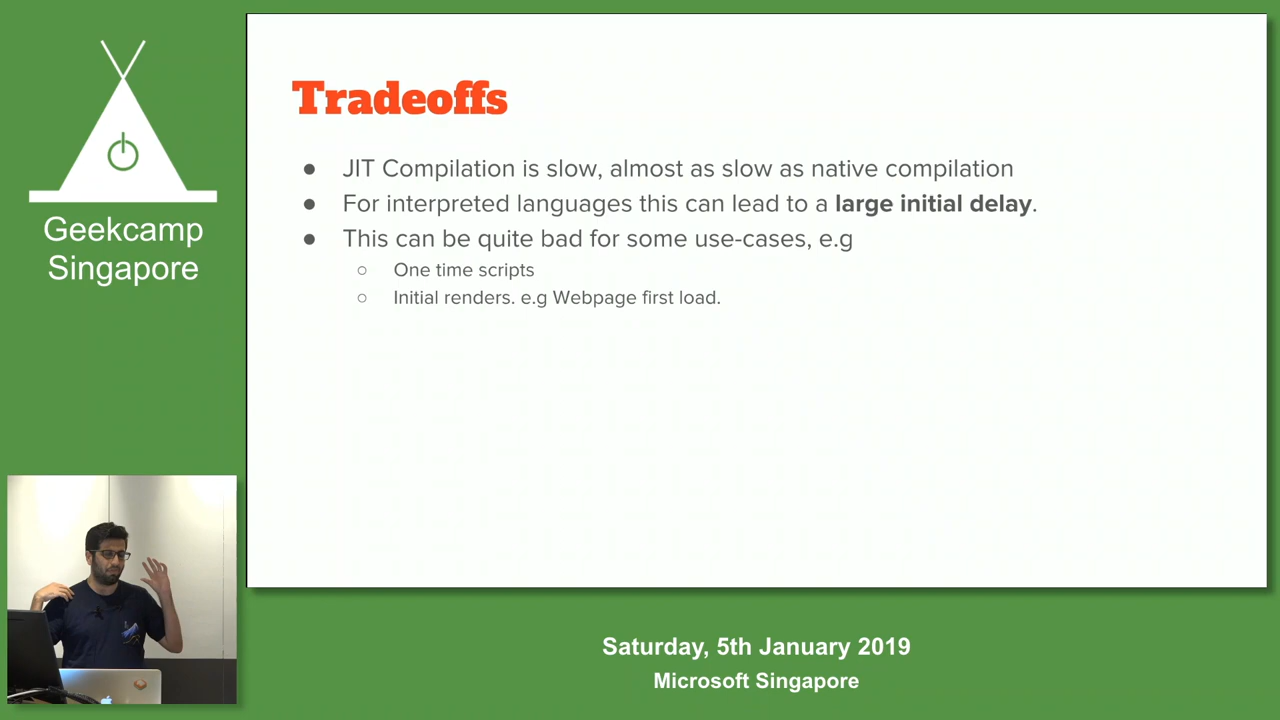 Geekcamp
Singapore
Tradeoffs
● JIT Compilation is slow, almost as slow as native compilation
● For interpreted languages this can lead to a large initial delay.
● This can be quite bad for some use-cases, e.g
○ One time scripts
○ Initial renders. e.g Webpage first load.
Saturday, 5th January 2019
Microsoft Singapore